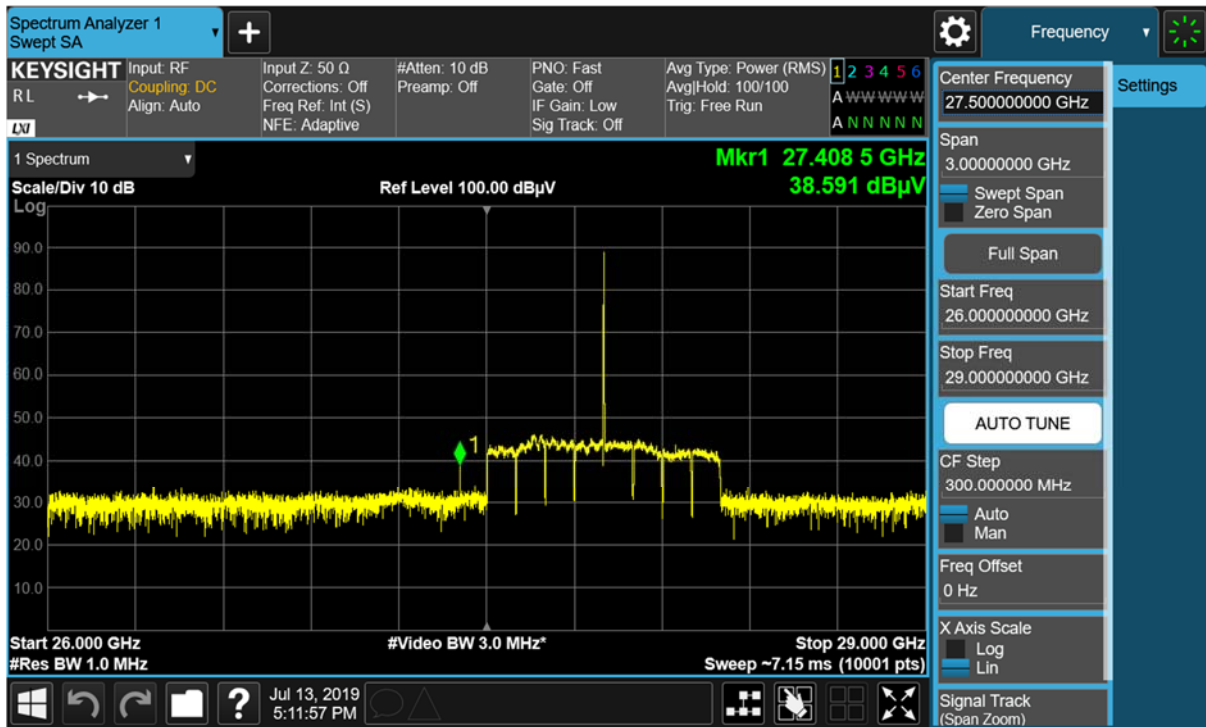 Spectrum Analyzer 1
Swept SA
Frequency
KEYSIGHT
R L
LXI
Input: RF
Coupling: DC
Align: Auto
Input Z: 50 Ω
Corrections: Off
Freq Ref: Int (S)
NFE: Adaptive
#Atten: 10 dB
Preamp: Off
PNO: Fast
Gate: Off
IF Gain: Low
Sig Track: Off
Avg Type: Power (RMS)
Avg|Hold: 100/100
Trig: Free Run
1 2 3 4 5 6
A W W W W W
A N N N N N
Center Frequency
27.500000000 GHz
Settings
Span
3.00000000 GHz
Swept Span
Zero Span
Full Span
Start Freq
26.000000000 GHz
Stop Freq
29.000000000 GHz
AUTO TUNE
CF Step
300.000000 MHz
Auto
Man
Freq Offset
0 Hz
X Axis Scale
Log
Lin
Signal Track
(Span Zoom)
1 Spectrum
Mkr1 27.408 5 GHz
Scale/Div 10 dB
Ref Level 100.00 dBµV
38.591 dBµV
Log
90.0
80.0
70.0
60.0
50.0
1
40.0
30.0
20.0
10.0
Start 26.000 GHz
#Video BW 3.0 MHz*
Stop 29.000 GHz
#Res BW 1.0 MHz
Sweep ~7.15 ms (10001 pts)
?
Jul 13, 2019
5:11:57 PM